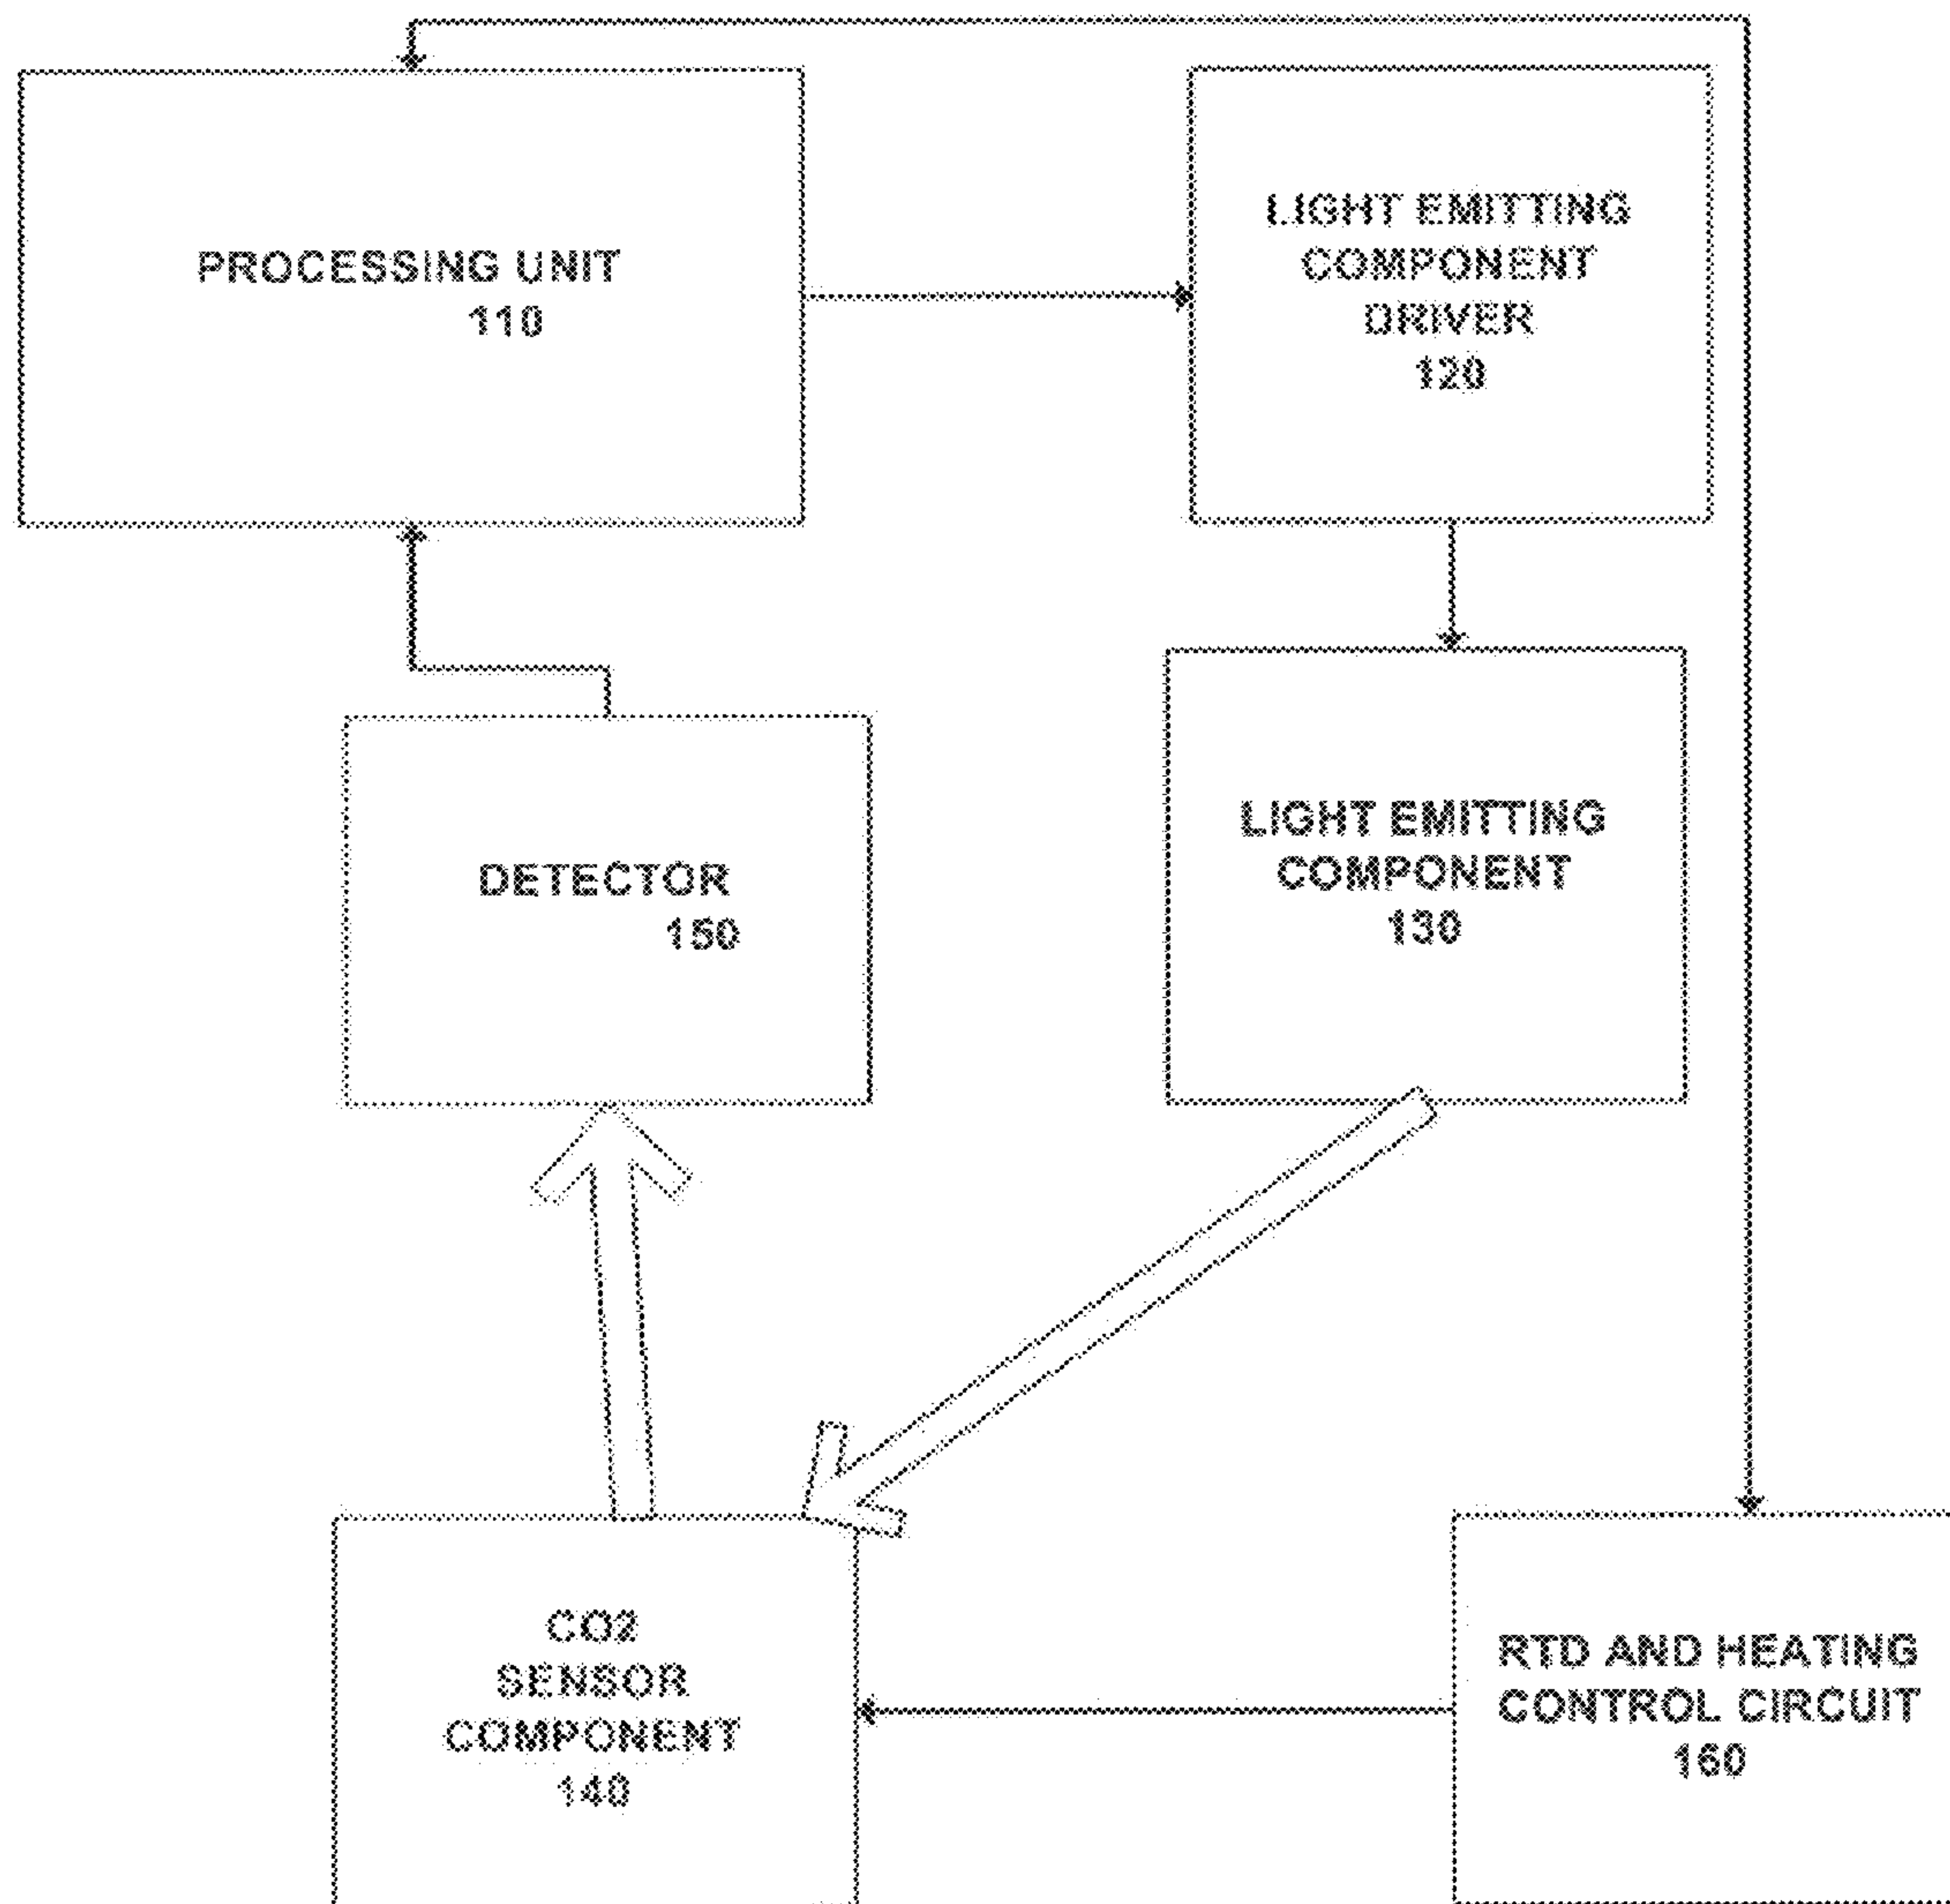 PROCESSING UNIT
110
LIGHT EMITTING
COMPONENT
DRIVER
120
DETECTOR
150
LIGHT EMITTING
COMPONENT
130
CO2
SENSOR
COMPONENT
140
RTD AND HEATING
CONTROL CIRCUIT
160